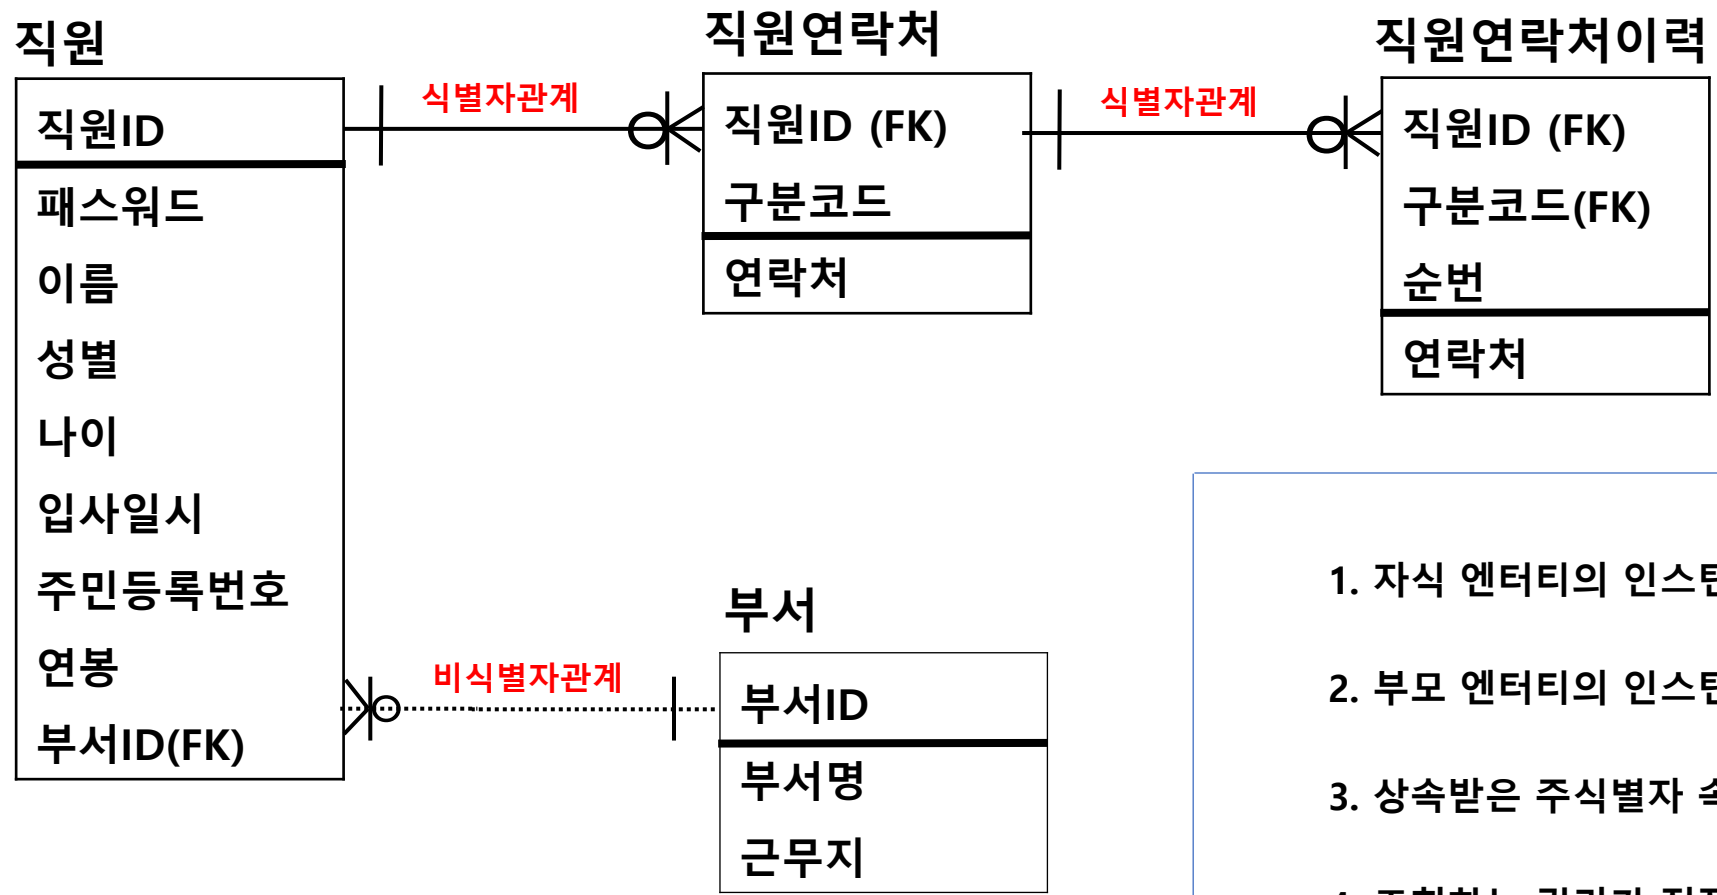 직원
직원ID
패스워드
이름
성별
나이
입사일시
주민등록번호
연봉
부서ID(FK)
식별자관계
직원연락처
직원ID (FK)
구분코드
연락처
식별자관계
직원연락처이력
직원ID (FK)
구분코드(FK)
순번
연락처
비식별자관계
부서
부서ID
부서명
근무지
1. 자식 엔터티의
2. 부모 엔터티의
3. 상속받은 주식별자